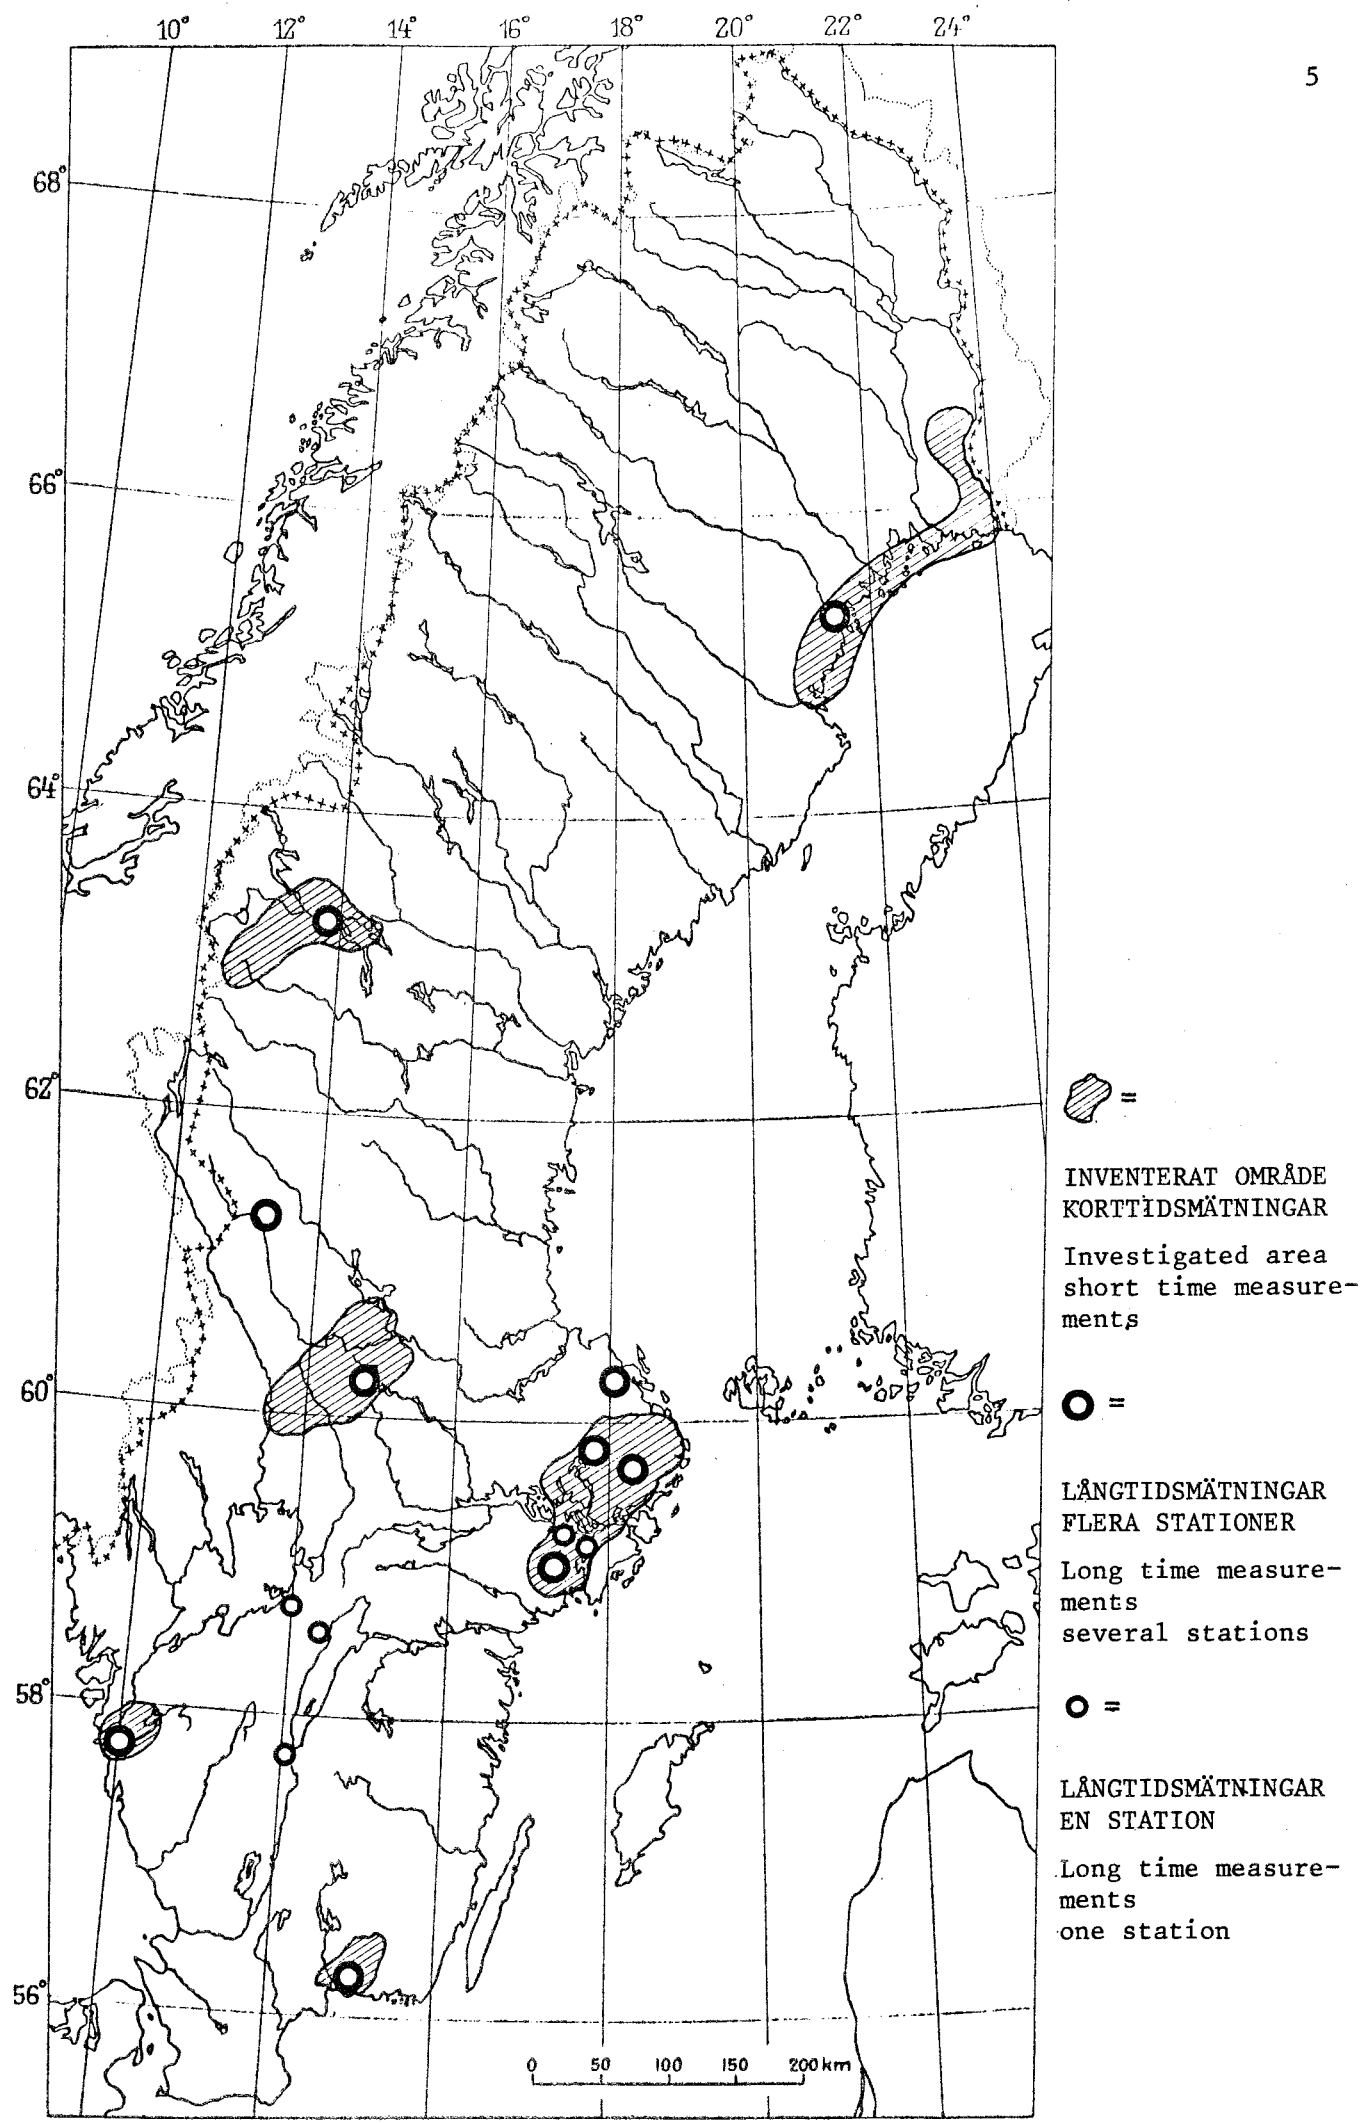 10° 12° 14° 16° 18° 20° 22° 24°
5
68°
66°
64°
62°
60°
58°
56°
=
INVENTERAT OMRÅDE
KORTTIDSMÄTNINGAR
Investigated area
short time measure-
ments
=
LÅNGTIDSMÄTNINGAR
FLERA STATIONER
Long time measure-
ments
several stations
=
LÅNGTIDSMÄTNINGAR
EN STATION
Long time measure-
ments
one station
0 50 100 150 200 km